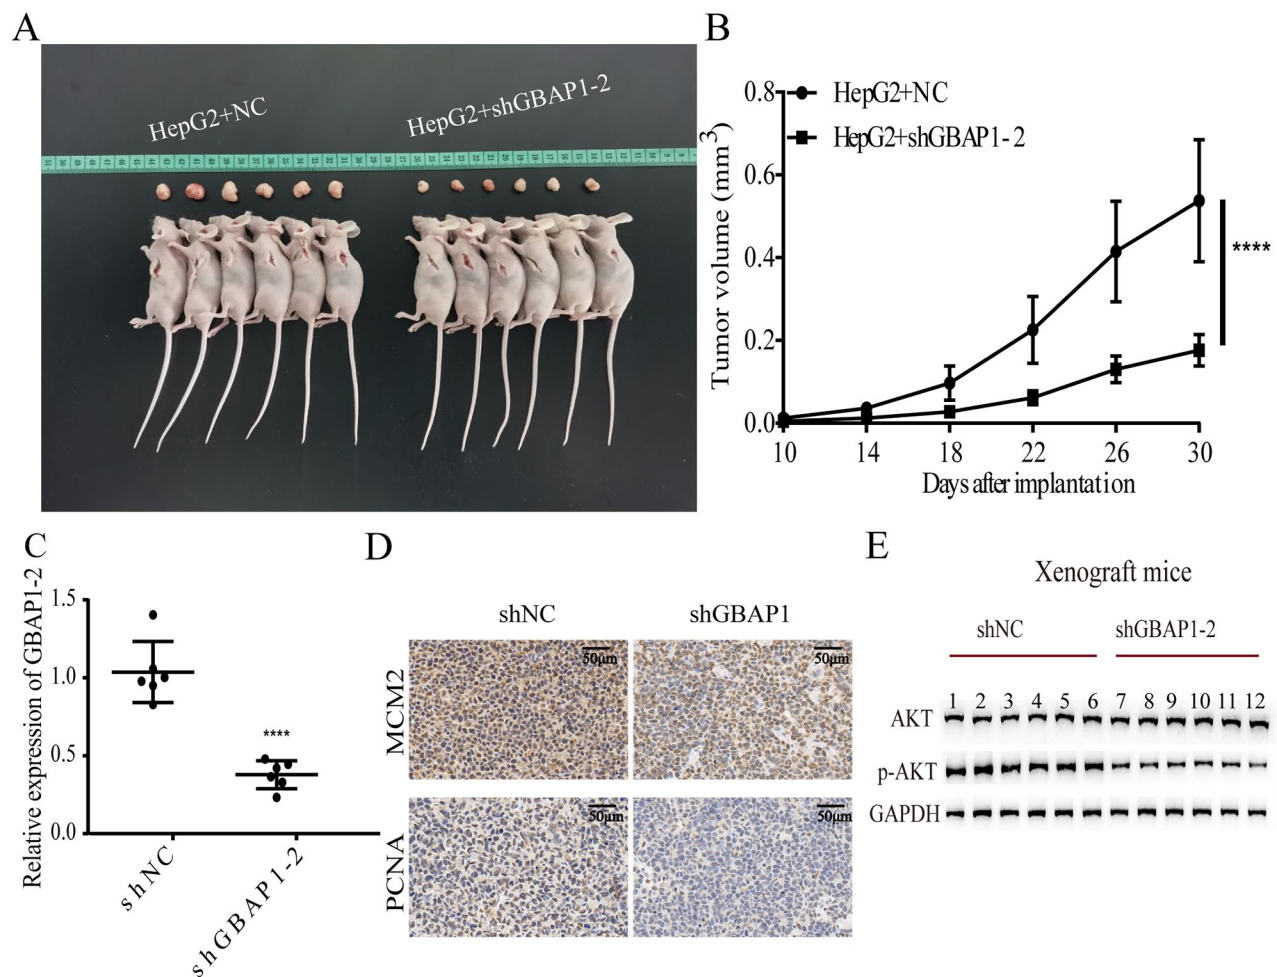 A
HepG2+NC
HepG2+shGBAP1-2
B
Tumor volume (mm3)
0.8
0.6
0.4
0.2
0.0
HepG2+NC
HepG2+shGBAP1-2
****
10 14 18 22 26 30
Days after implantation
C
Relative expression of GBAP1-2
1.5
1.0
0.5
0.0
****
shNC
shGBAP1-2
D
shNC shGBAP1
MCM2
50μm 50μm
PCNA
50μm 50μm
E
Xenograft mice
shNC shGBAP1-2
1 2 3 4 5 6 7 8 9 10 11 12
AKT
p-AKT
GAPDH